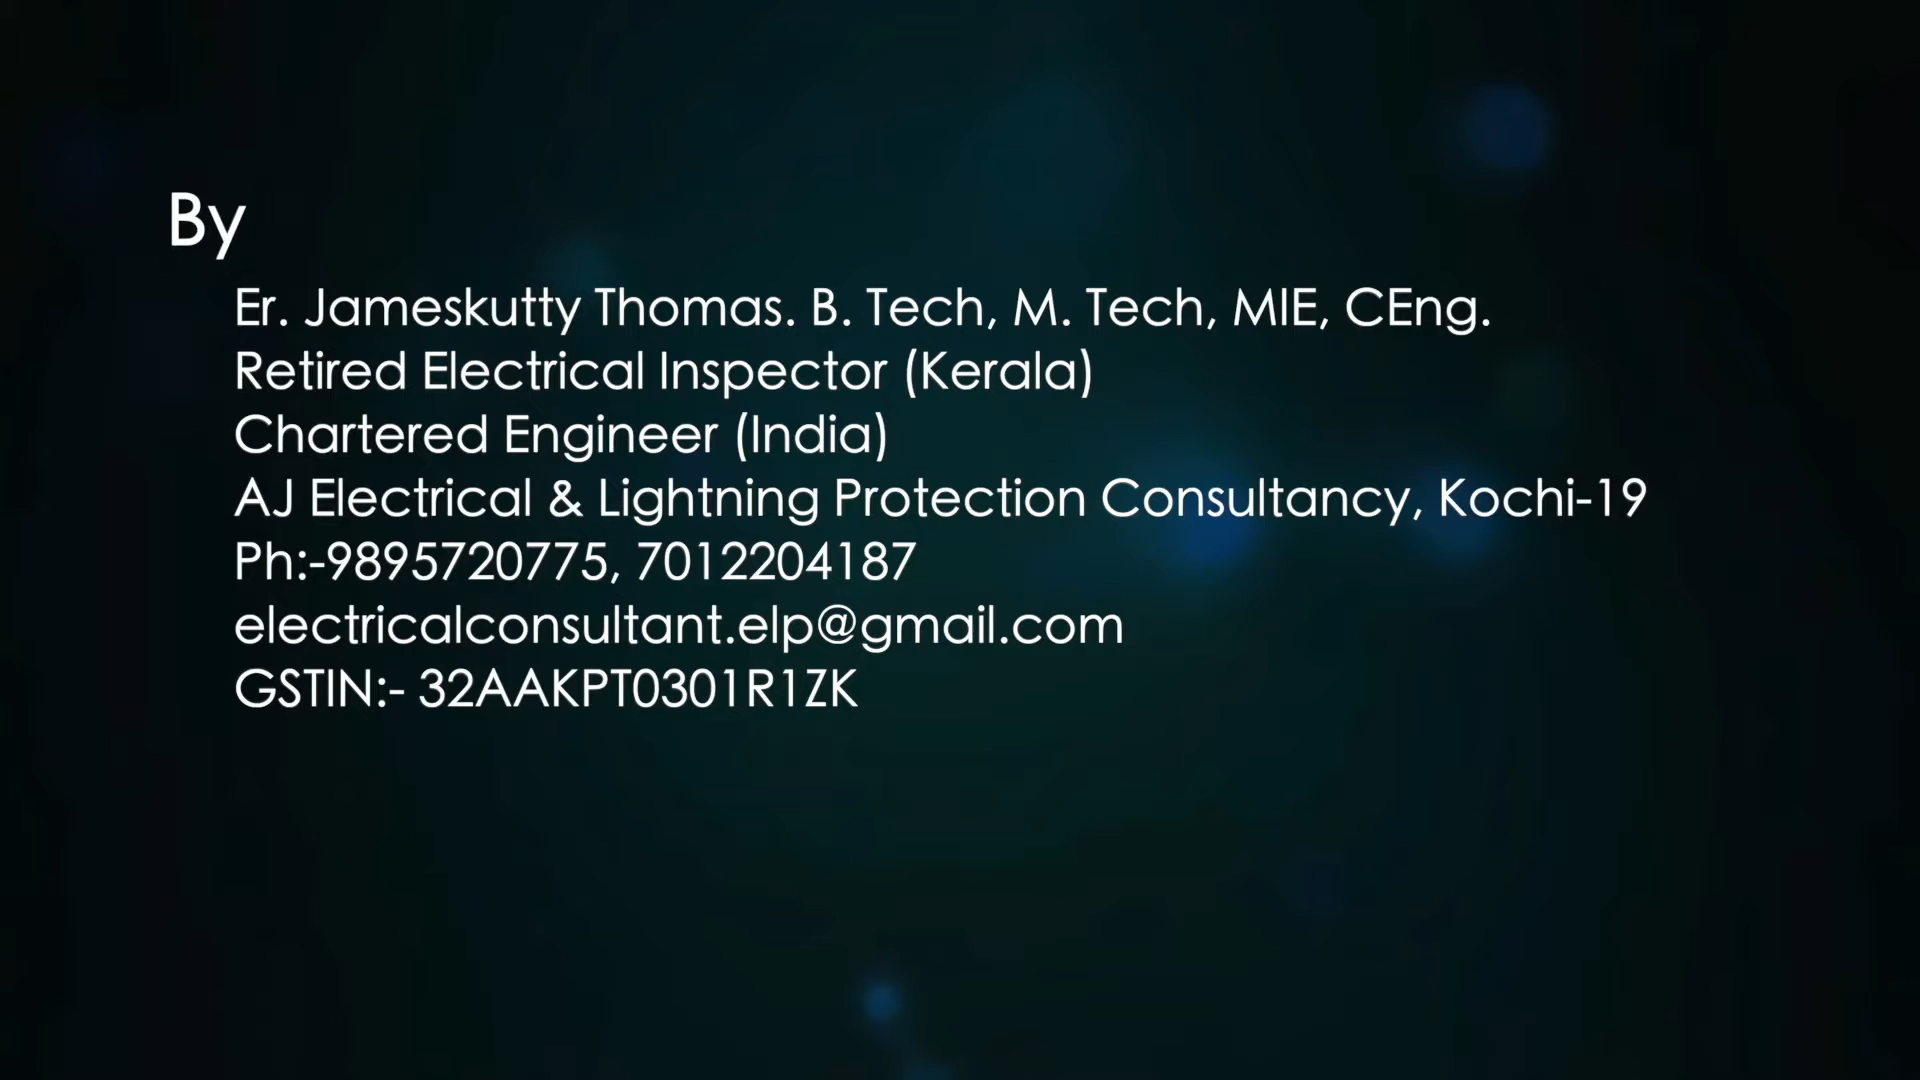 By
Er. Jameskutty Thomas. B. Tech, M. Tech, MIE, CEng.
Retired Electrical Inspector (Kerala)
Chartered Engineer (India)
AJ Electrical & Lightning Protection Consultancy, Kochi-19
Ph:-9895720775, 7012204187
electricalconsultant.elp@gmail.com
GSTIN:- 32AAKPT0301R1ZK